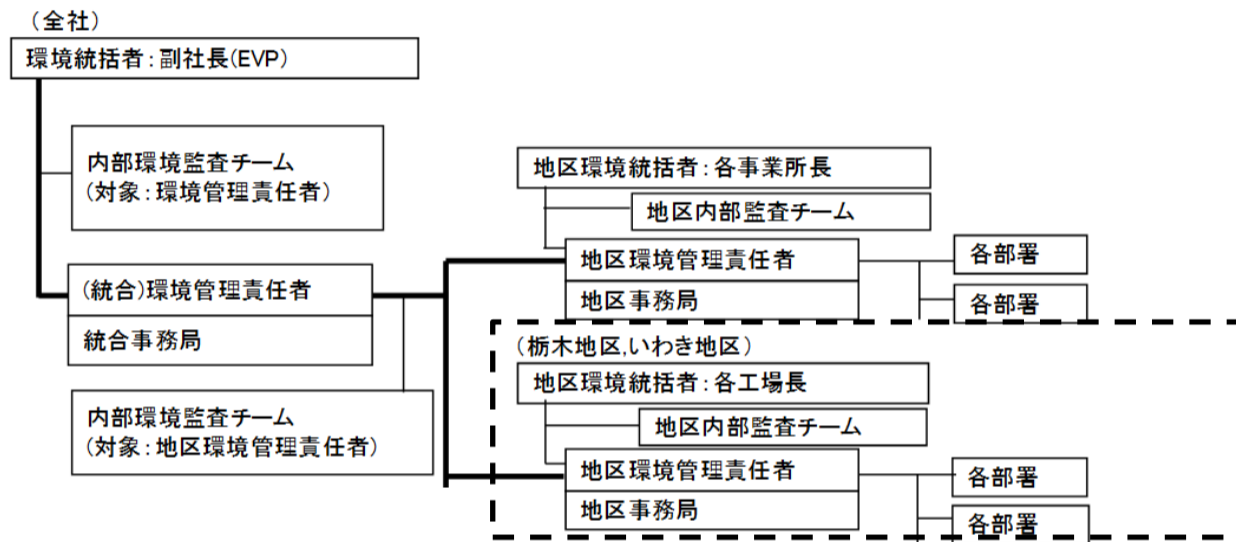 （全社）
環境統括者：副社長(EVP)
内部環境監査チーム
(対象：環境管理責任者)
(統合)環境管理責任者
統合事務局
内部環境監査チーム
(対象：地区環境管理責任者)
地区環境統括者：各事業所長
地区内部監査チーム
地区環境管理責任者
地区事務局
各部署
各部署
（栃木地区,いわき地区）
地区環境統括者：各工場長
地区内部監査チーム
地区環境管理責任者
地区事務局
各部署
各部署